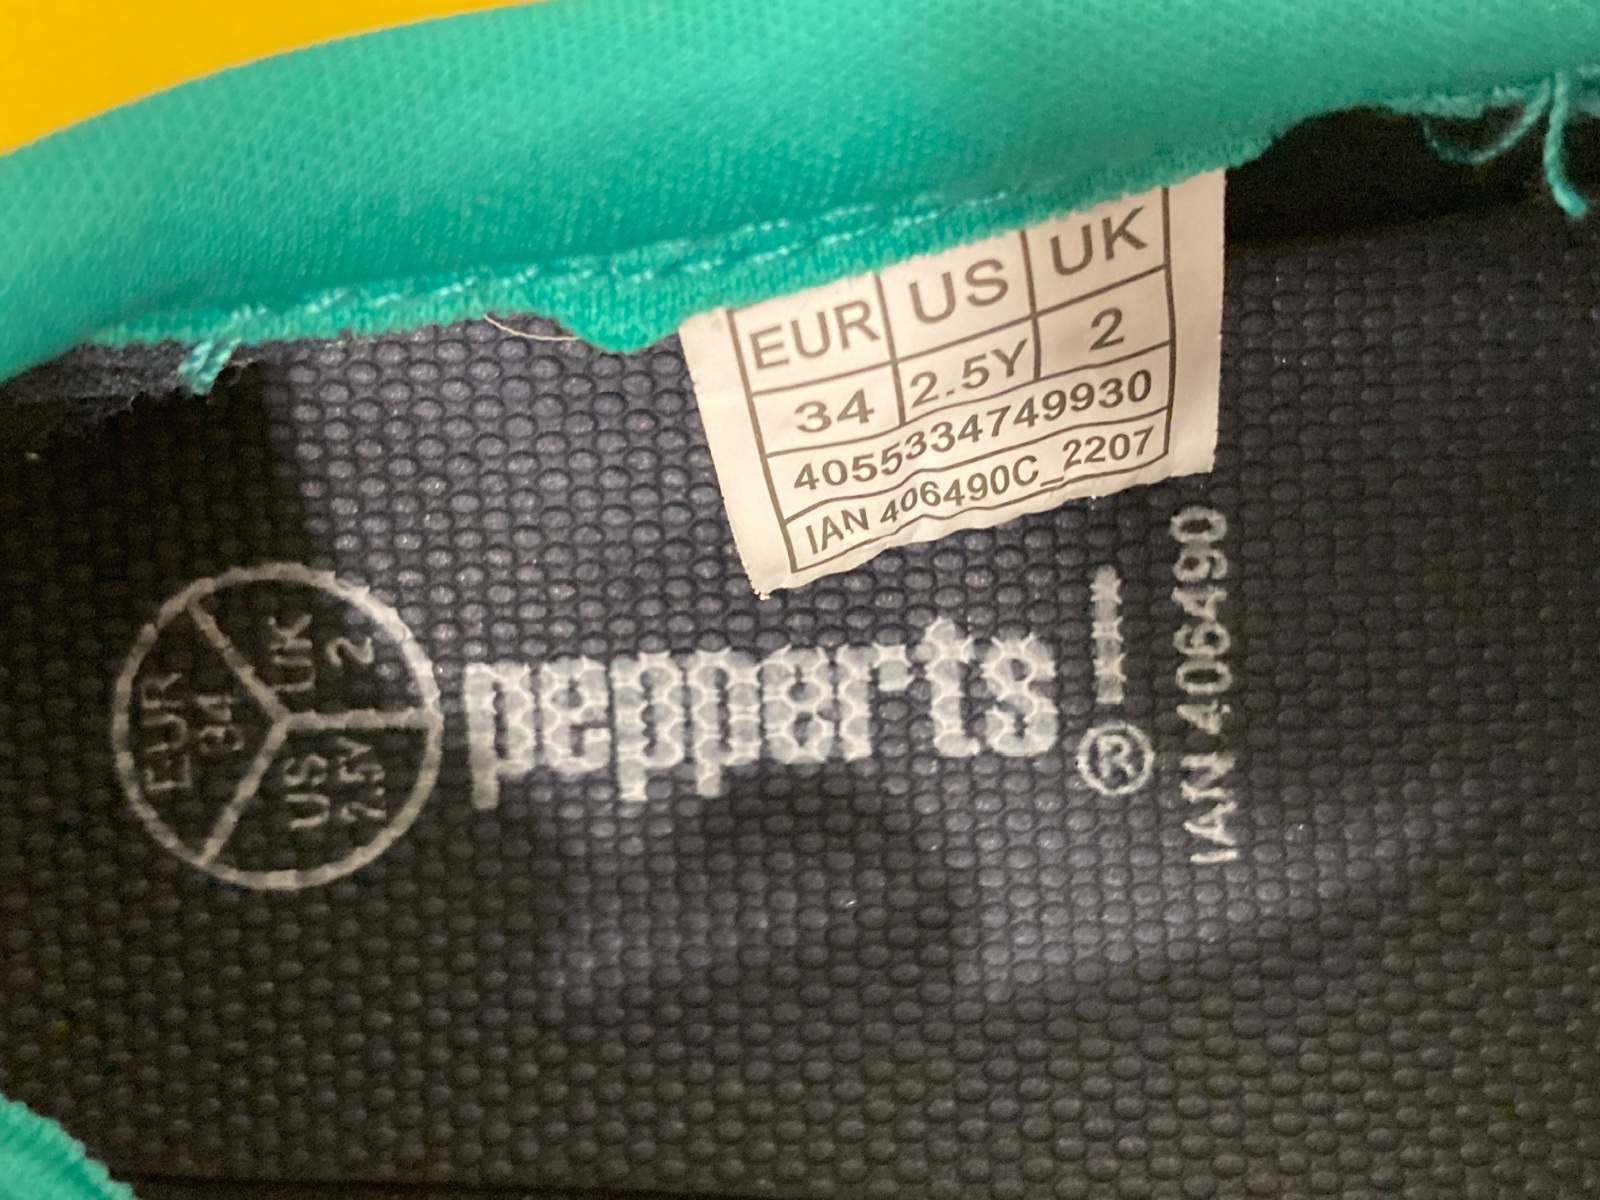 EUR US UK
34 2.5Y 2
4055334749930
IAN 406490C_2207
EUR
34
UK
2
US
2.5Y
pepperts!
®
IAN 406490